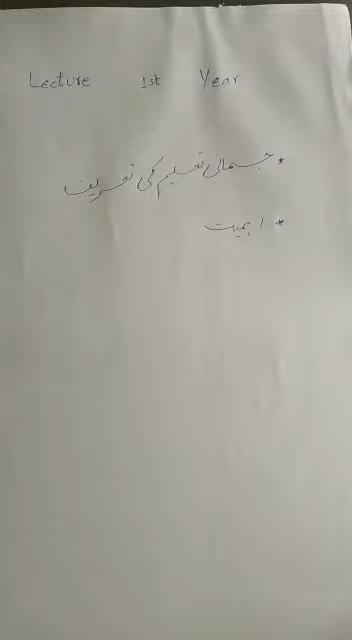 Lecture 1st Year
* جسمانی تعلیم کی تعریف
* اہمیت